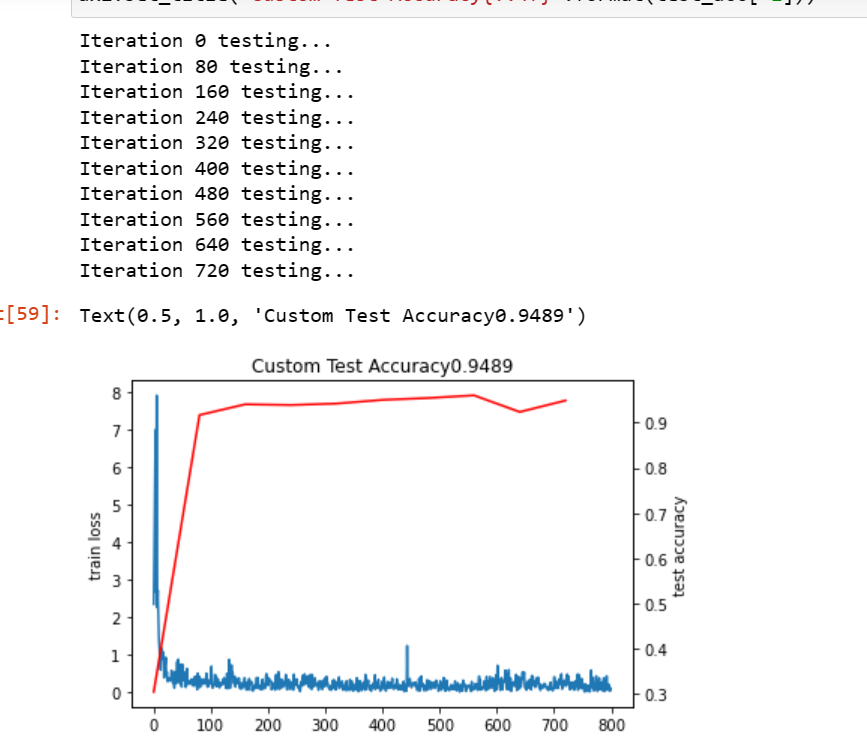 Iteration 0 testing...
Iteration 80 testing...
Iteration 160 testing...
Iteration 240 testing...
Iteration 320 testing...
Iteration 400 testing...
Iteration 480 testing...
Iteration 560 testing...
Iteration 640 testing...
Iteration 720 testing...
[59]: Text(0.5, 1.0, 'Custom Test Accuracy0.9489')
Custom Test Accuracy0.9489
8
7
6
5
4
3
2
1
0
train loss
0.9
0.8
0.7
0.6
0.5
0.4
0.3
test accuracy
0 100 200 300 400 500 600 700 800